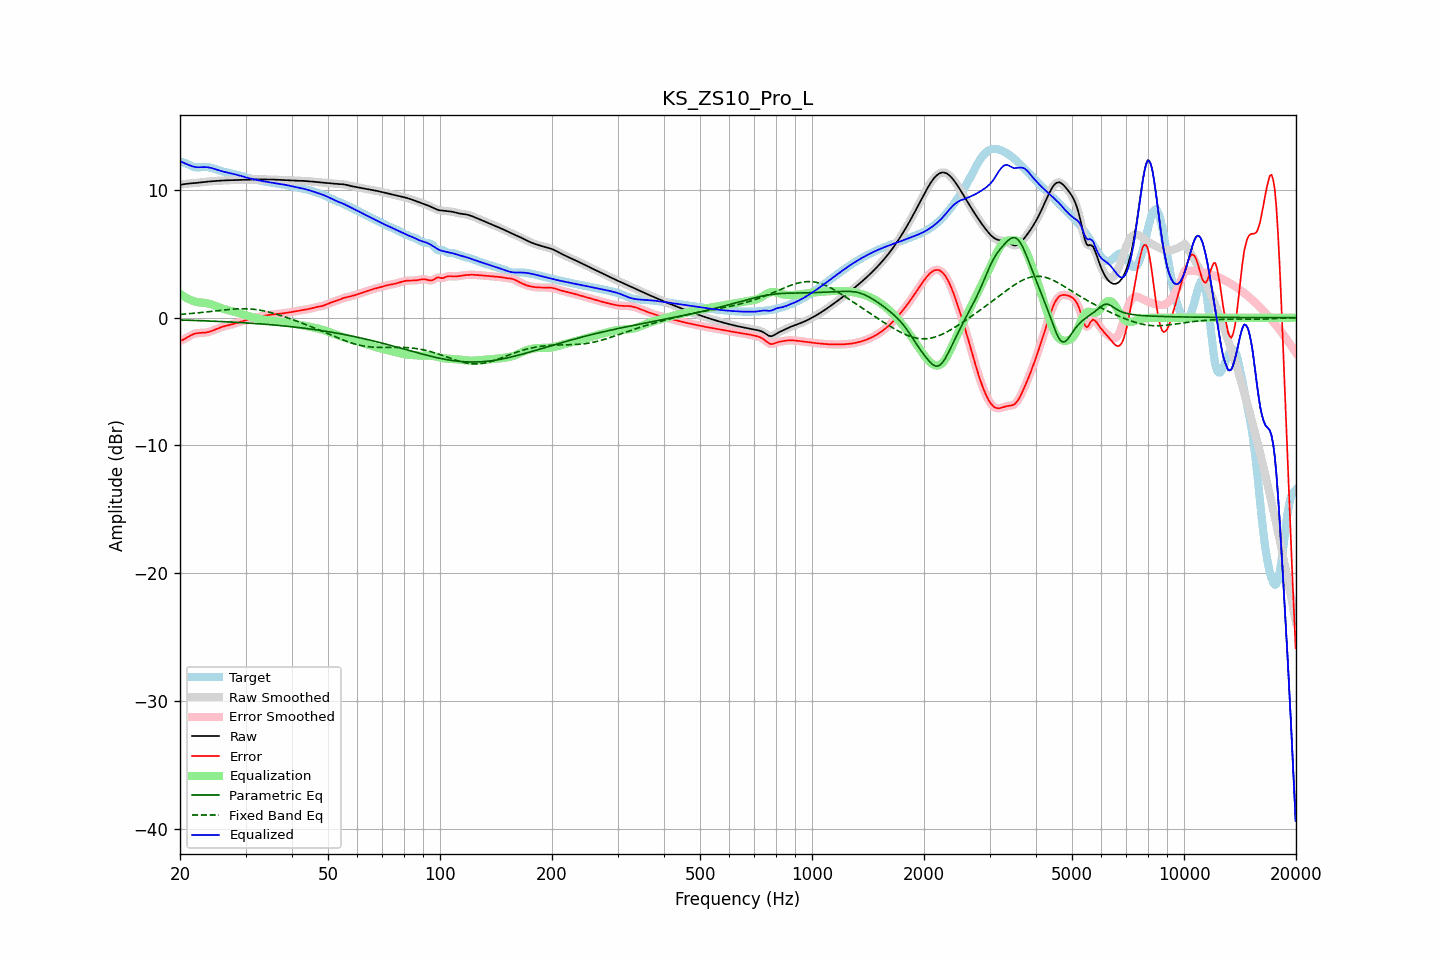 KS_ZS10_Pro_L
Amplitude (dBr)
10
0
−10
−20
−30
−40
Target
Raw Smoothed
Error Smoothed
Raw
Error
Equalization
Parametric Eq
Fixed Band Eq
Equalized
20 50 100 200 500 1000 2000 5000 10000 20000
Frequency (Hz)